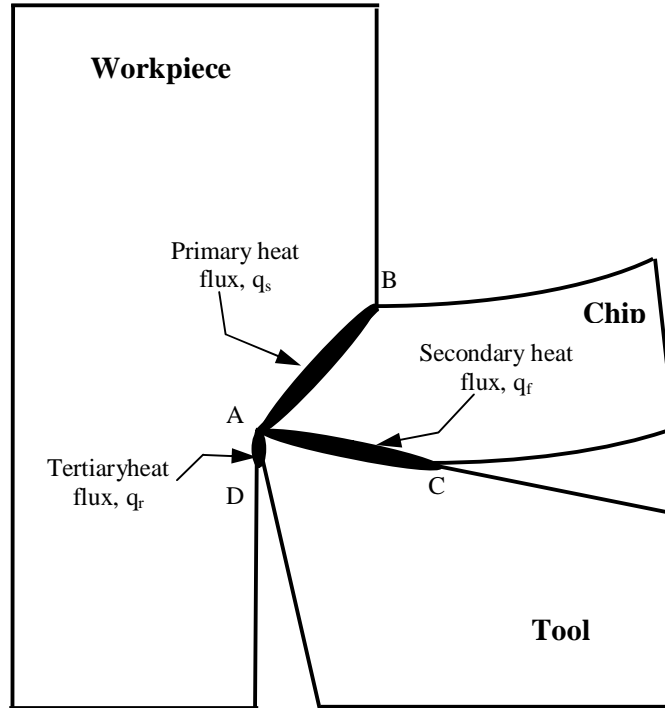 Workpiece
Primary heat
flux, qs
B
Chip
Secondary heat
flux, qf
A
Tertiaryheat
flux, qr
D
C
Tool